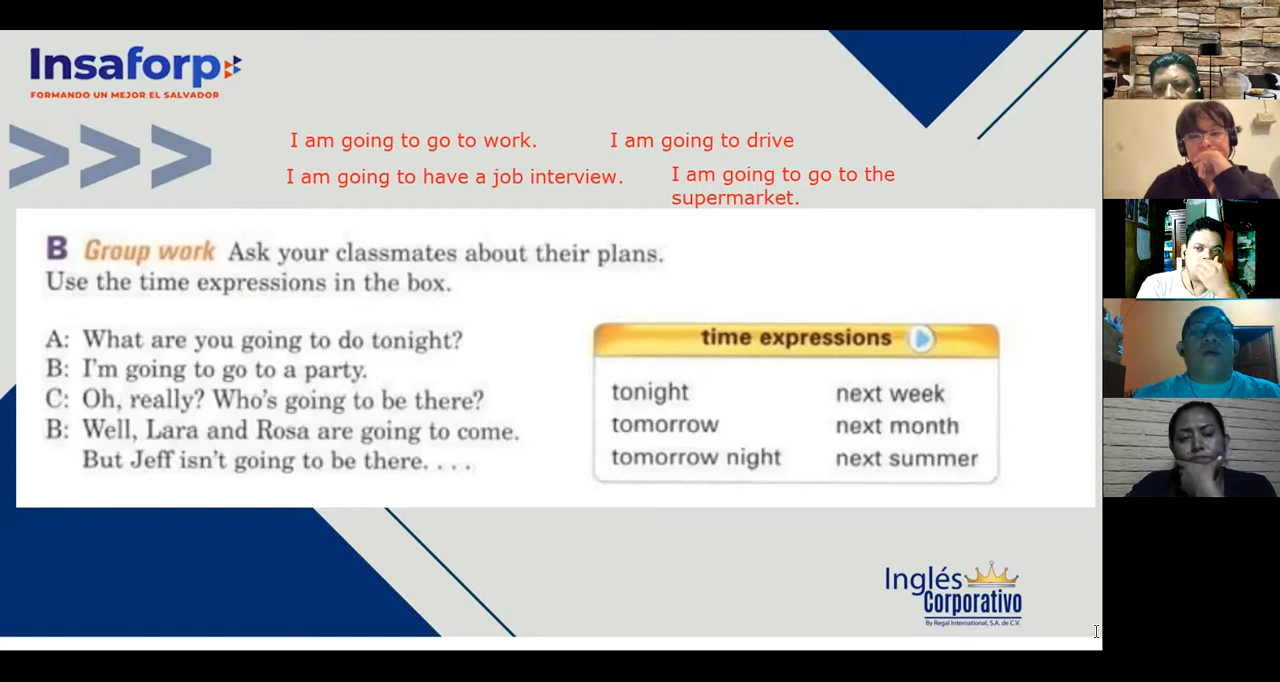 Insaforp
FORMANDO UN MEJOR EL SALVADOR
I am going to go to work.
I am going to drive
I am going to have a job interview.
I am going to go to the
supermarket.
B Group work Ask your classmates about their plans.
Use the time expressions in the box.
A: What are you going to do tonight?
B: I'm going to go to a party.
C: Oh, really? Who's going to be there?
B: Well, Lara and Rosa are going to come.
But Jeff isn't going to be there. . . .
time expressions
tonight
next week
tomorrow
next month
tomorrow night
next summer
Inglés
Corporativo
By Regal International, S.A. de C.V.